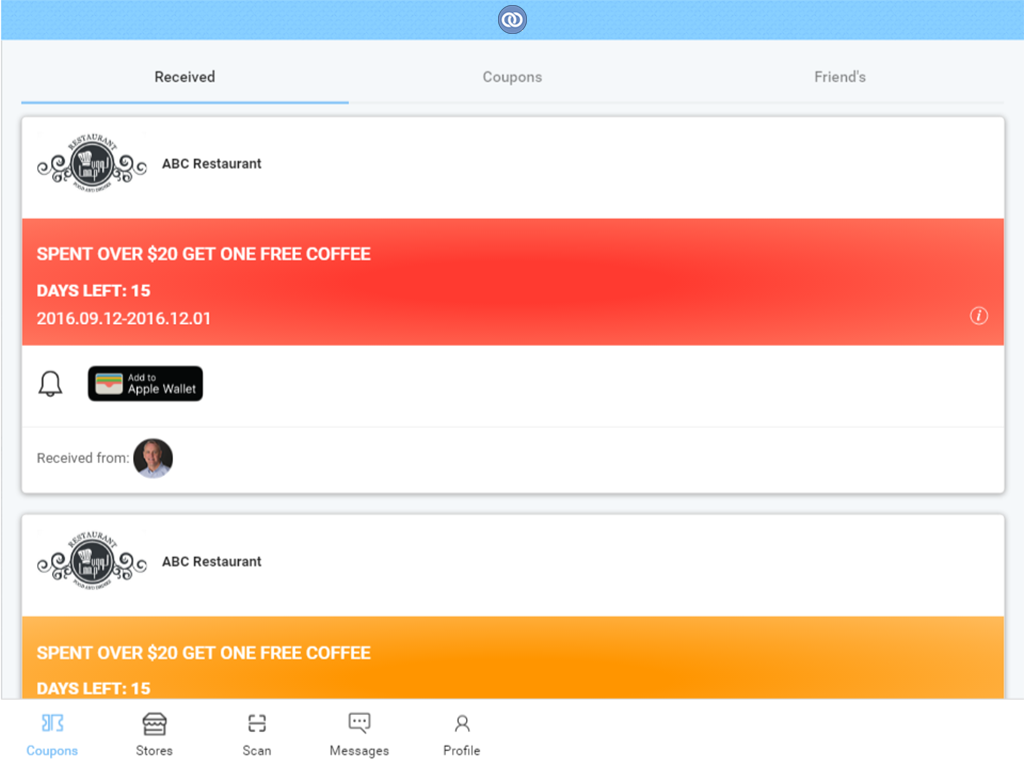 Received
Coupons
Friend's
RESTAURANT
FOOD AND DRINKS
ABC Restaurant
SPENT OVER $20 GET ONE FREE COFFEE
DAYS LEFT: 15
2016.09.12-2016.12.01
Add to
Apple Wallet
Received from:
RESTAURANT
FOOD AND DRINKS
ABC Restaurant
SPENT OVER $20 GET ONE FREE COFFEE
DAYS LEFT: 15
Coupons
Stores
Scan
Messages
Profile